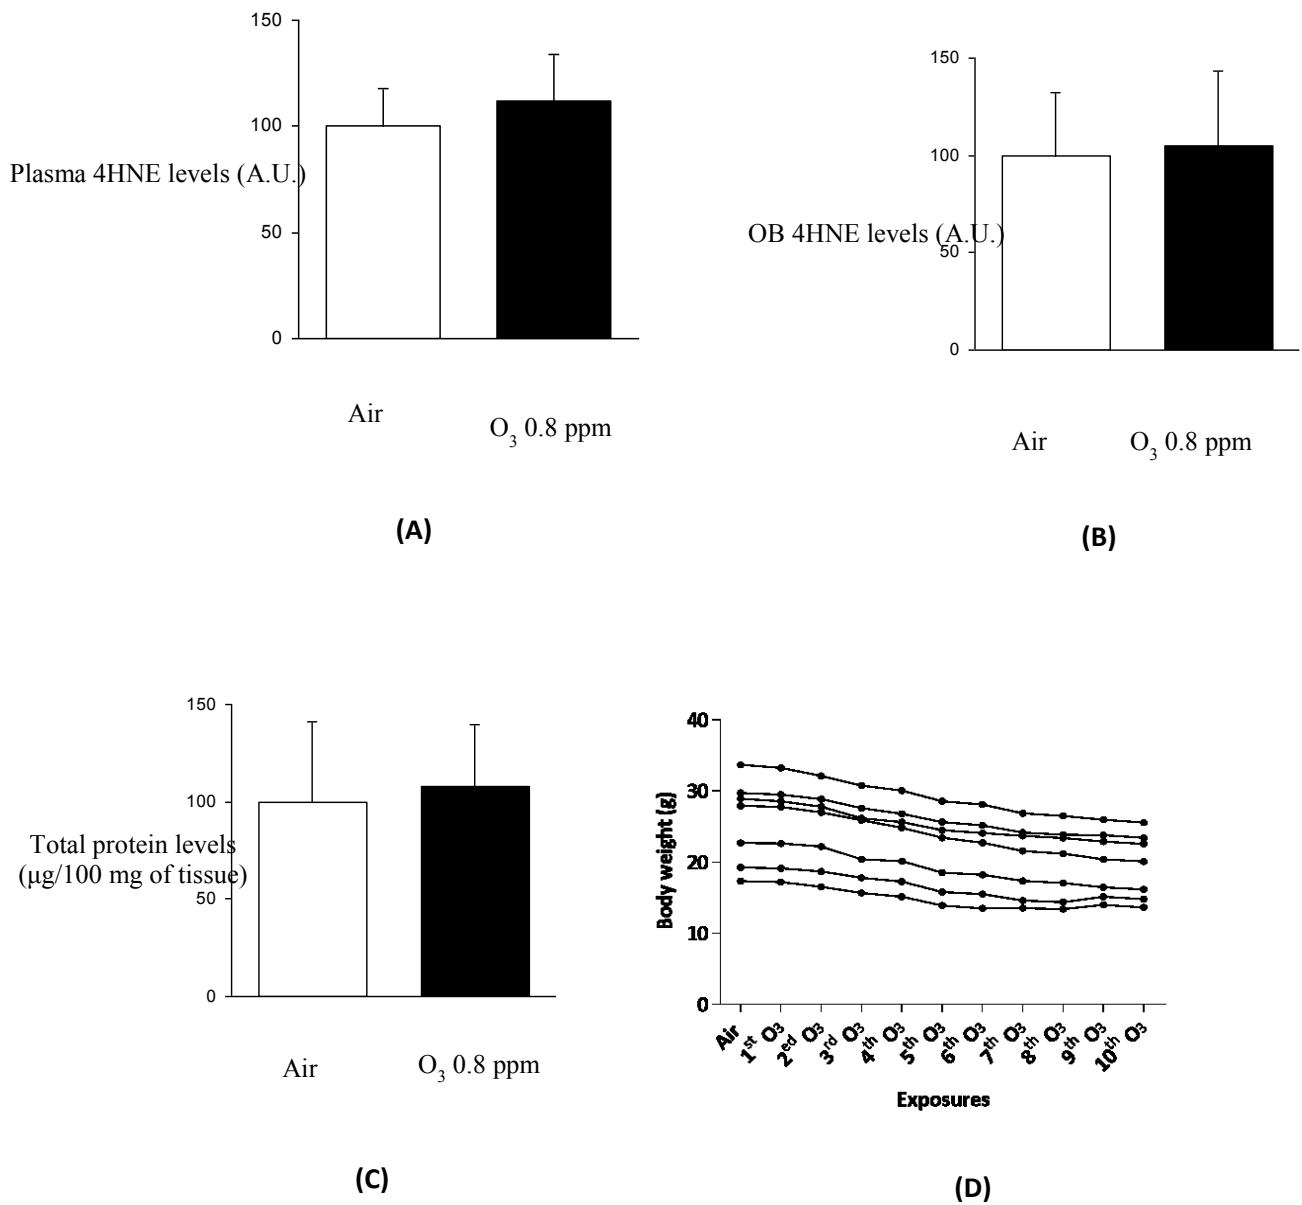 150
100
50
0
Plasma 4HNE levels (A.U.)
Air
O₃ 0.8 ppm
(A)
150
100
50
0
OB 4HNE levels (A.U.)
Air
O₃ 0.8 ppm
(B)
150
100
50
0
Total protein levels
(µg/100 mg of tissue)
Air
O₃ 0.8 ppm
(C)
40
30
20
10
0
Body weight (g)
Air
1st O3
2ed O3
3rd O3
4th O3
5th O3
6th O3
7th O3
8th O3
9th O3
10th O3
Exposures
(D)